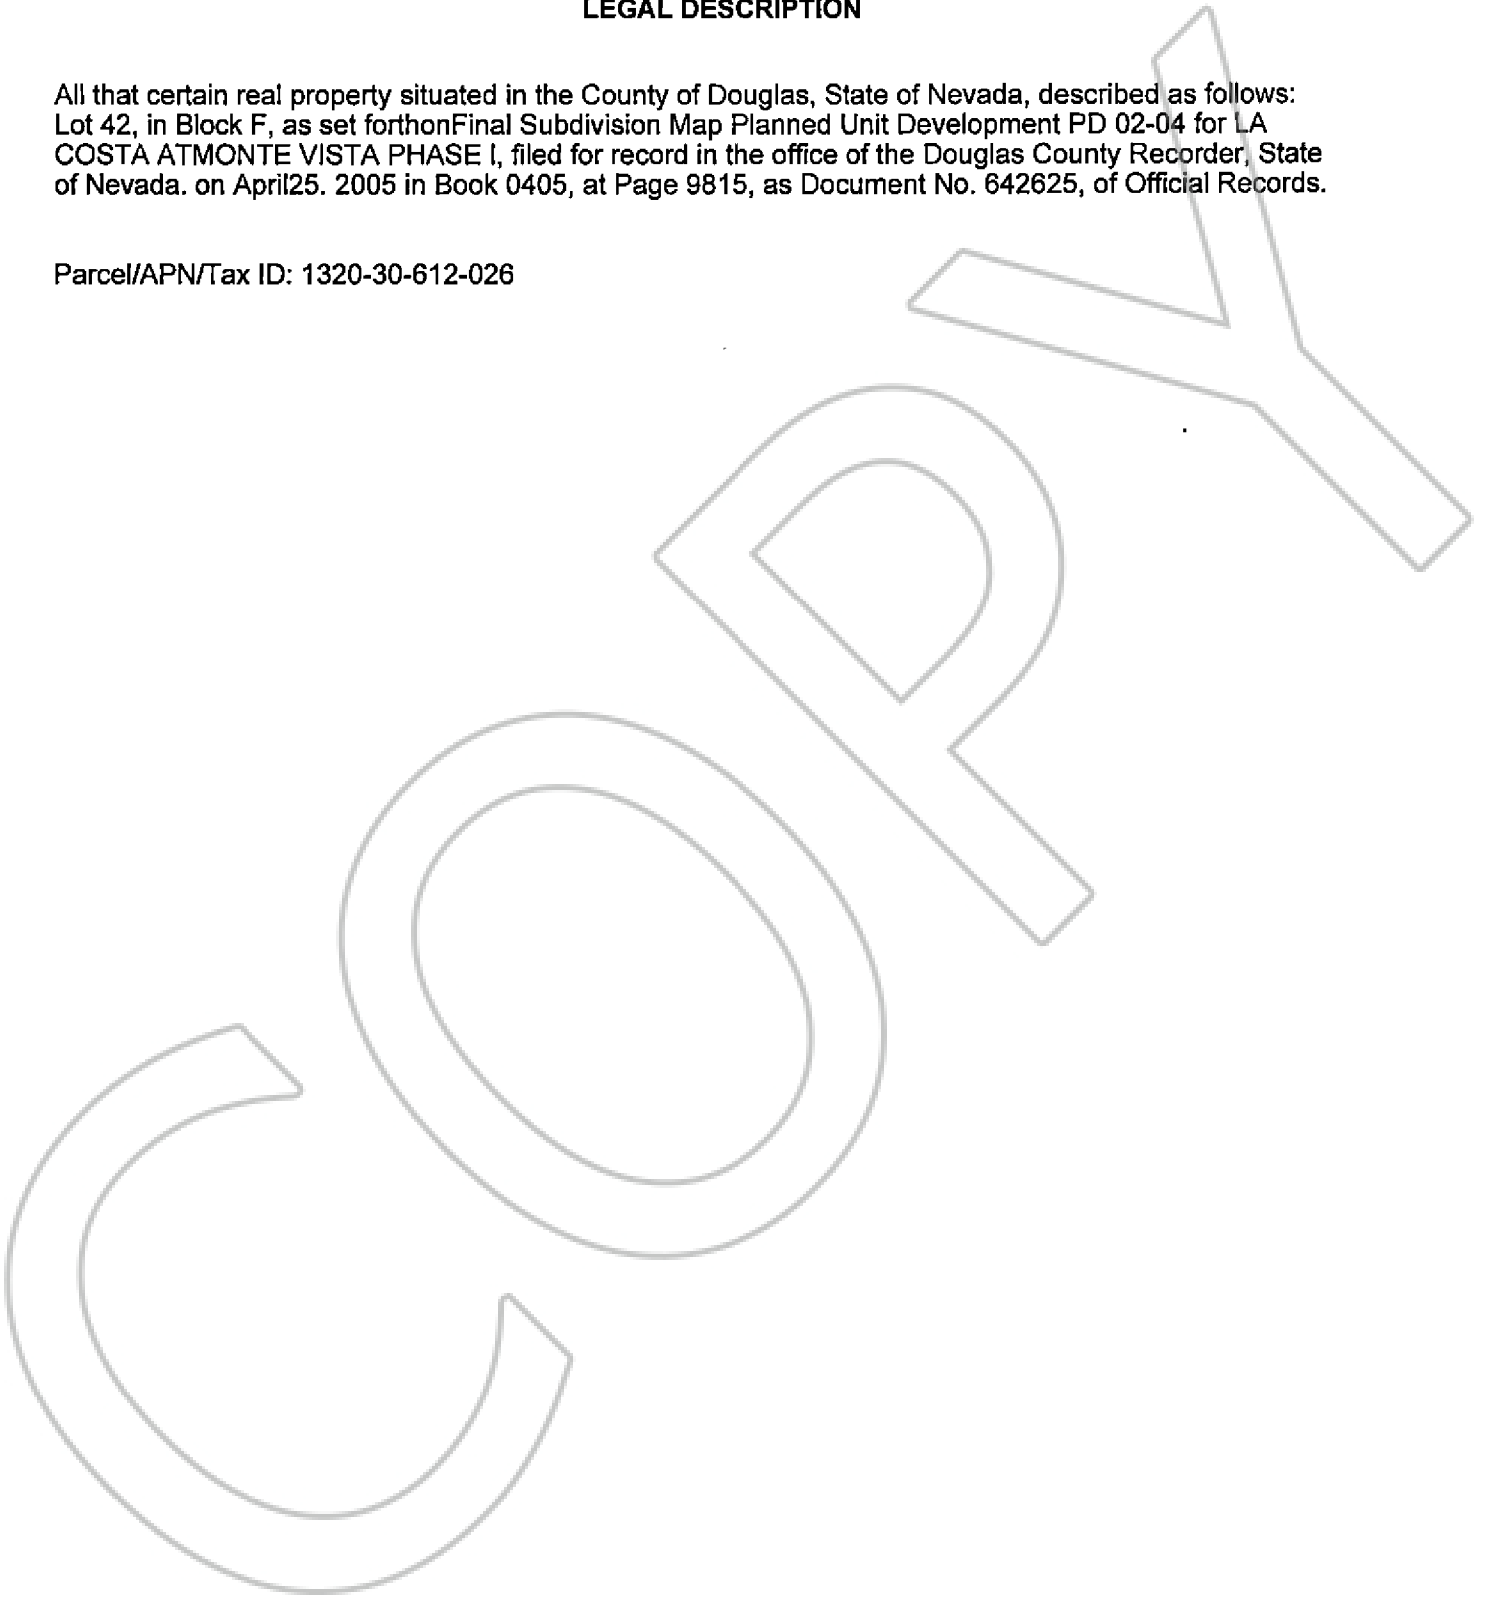 LEGAL DESCRIPTION
All that certain real property situated in the County of Douglas, State of Nevada, described as follows:
Lot 42, in Block F, as set forthonFinal Subdivision Map Planned Unit Development PD 02-04 for LA
COSTA ATMONTE VISTA PHASE I, filed for record in the office of the Douglas County Recorder, State
of Nevada. on April25. 2005 in Book 0405, at Page 9815, as Document No. 642625, of Official Records.
Parcel/APN/Tax ID: 1320-30-612-026
COPY